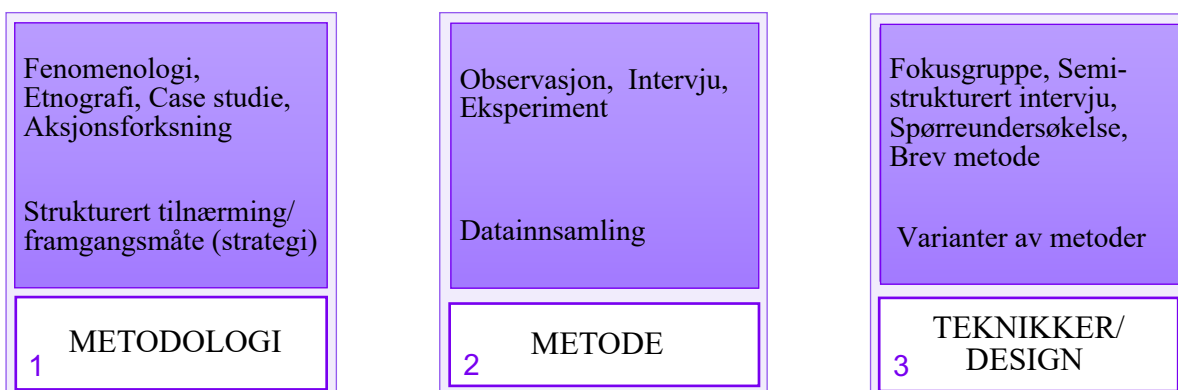 Fenomenologi,
Etnografi, Case studie,
Aksjonsforksning
Strukturert tilnærming/
framgangsmåte (strategi)
1
METODOLOGI
Observasjon, Intervju,
Eksperiment
Datainnsamling
2
METODE
Fokusgruppe, Semi-
strukturert intervju,
Spørreundersøkelse,
Brev metode
Varianter av metoder
3
TEKNIKKER/
DESIGN